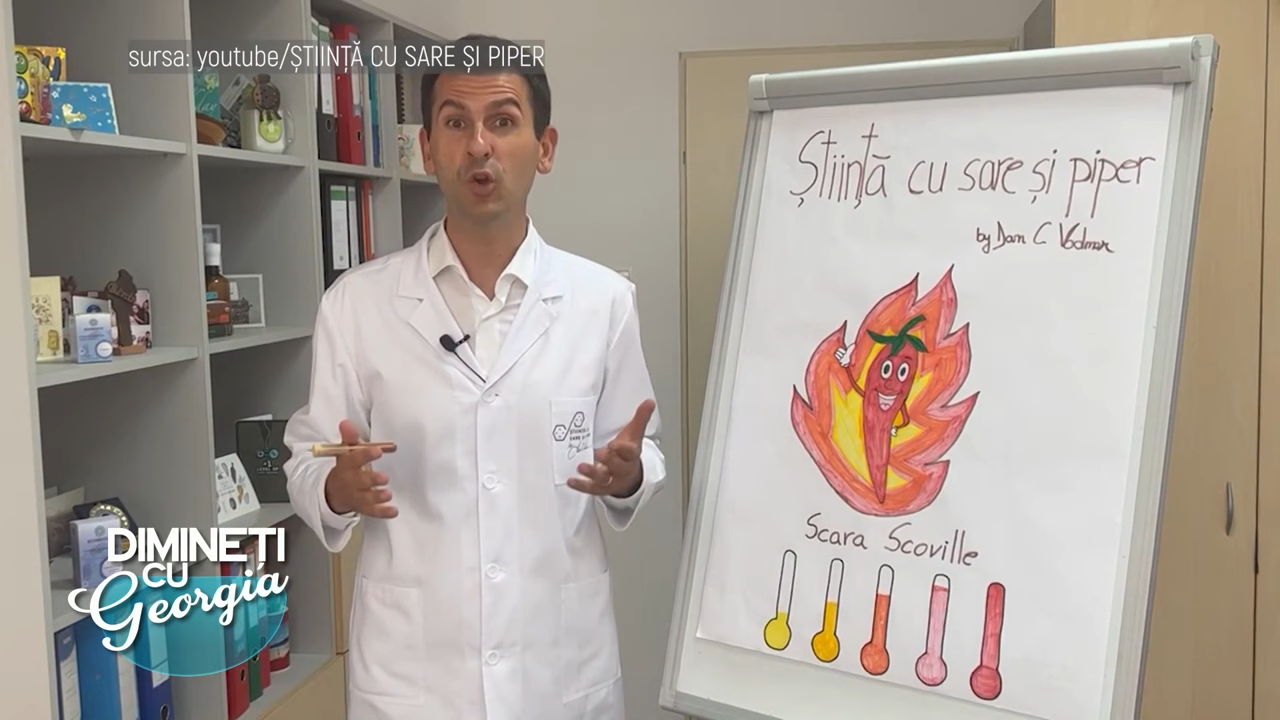 sursa: youtube/ȘTIINȚĂ CU SARE ȘI PIPER
Știință cu sare și piper
by Dan C Vodnar
Scara Scoville
DIMINETI
CU
Georgia